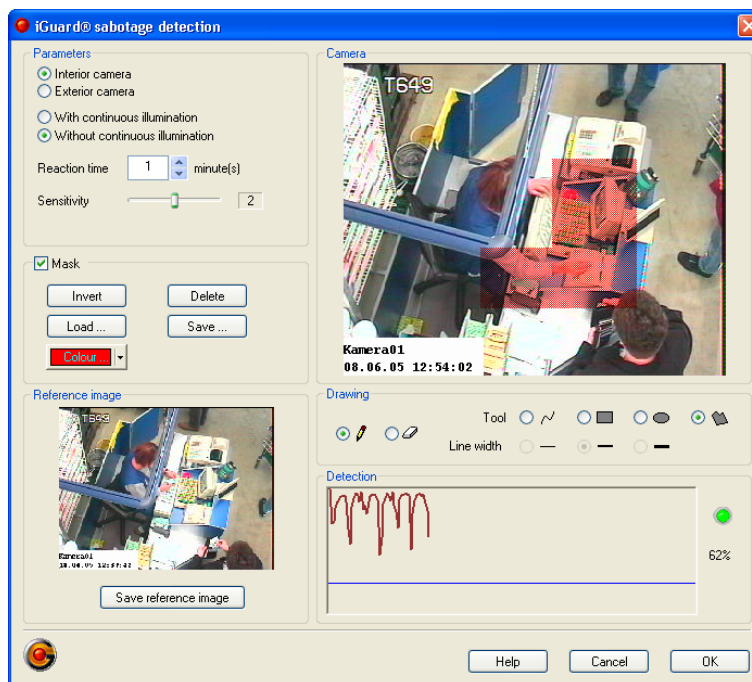 iGuard® sabotage detection
Parameters
Interior camera
Exterior camera
With continuous illumination
Without continuous illumination
Reaction time 1 minute(s)
Sensitivity 2
Mask
Invert Delete
Load ... Save ...
Colour ...
Reference image
T649
Kamera01
Save reference image
Camera
T649
Kamera01
08.06.05 12:54:02
Drawing
Tool
Line width
Detection
62%
Help Cancel OK